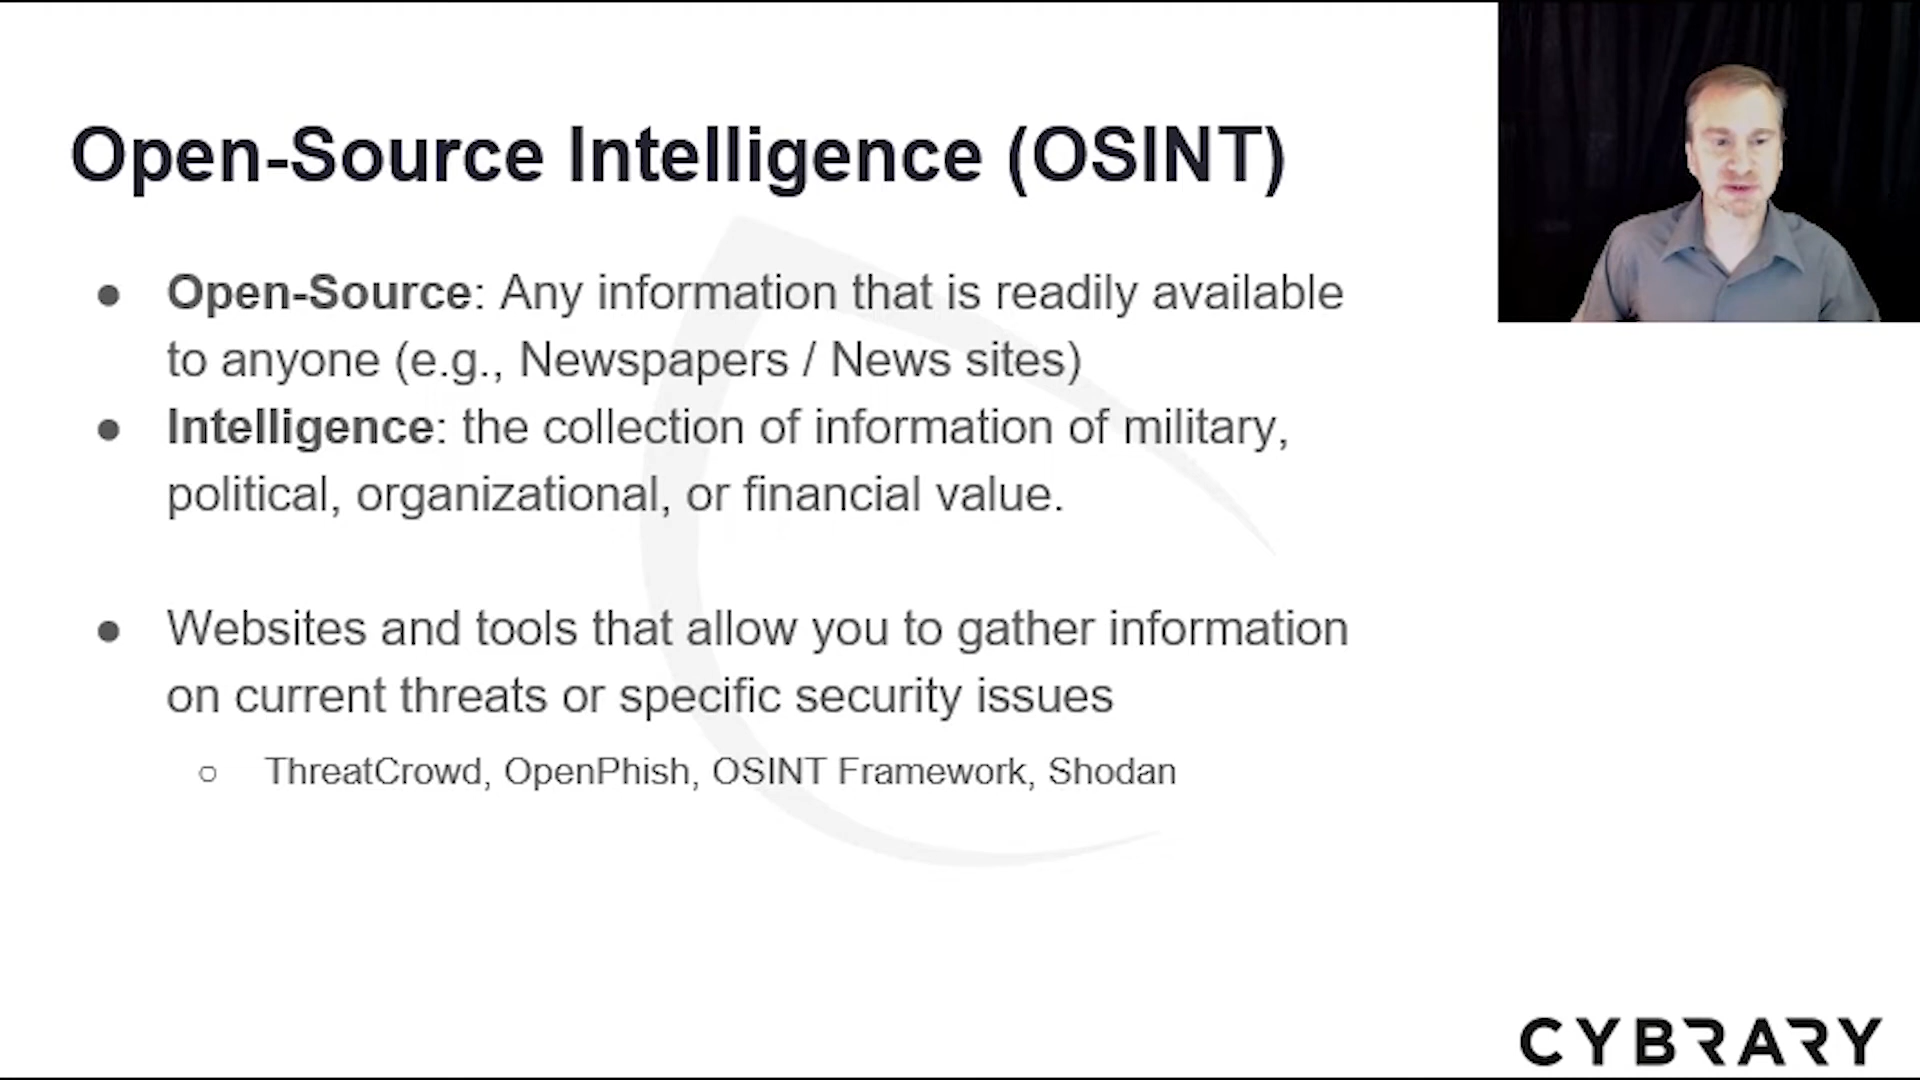 Open-Source Intelligence (OSINT)
● Open-Source: Any information that is readily available
to anyone (e.g., Newspapers / News sites)
● Intelligence: the collection of information of military,
political, organizational, or financial value.
● Websites and tools that allow you to gather information
on current threats or specific security issues
○ ThreatCrowd, OpenPhish, OSINT Framework, Shodan
CYBRARY